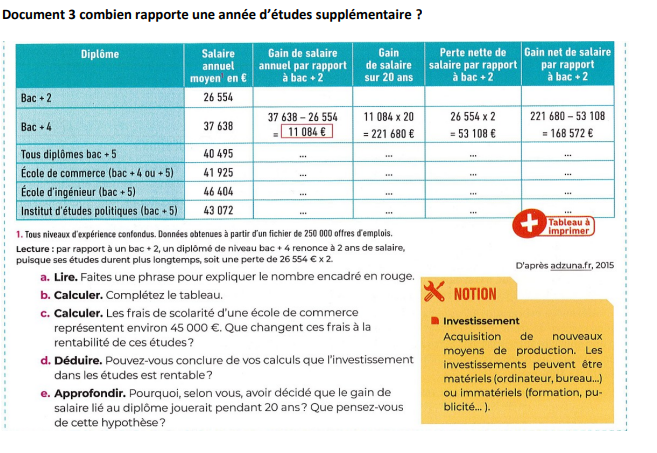 Document 3 combien rapporte une année d’études supplémentaire ?
Diplôme
Salaire annuel moyen en €
Gain de salaire annuel par rapport à bac + 2
Gain de salaire sur 20 ans
Perte nette de salaire par rapport à bac + 2
Gain net de salaire par rapport à bac + 2
Bac + 2 26 554
Bac + 4 37 638 37 638 – 26 554 = 11 084 € 11 084 x 20 = 221 680 € 26 554 x 2 = 53 108 € 221 680 – 53 108 = 168 572 €
Tous diplômes bac + 5 40 495 ... ... ... ...
École de commerce (bac + 4 ou + 5) 41 925 ... ... ... ...
École d'ingénieur (bac + 5) 46 404 ... ... ... ...
Institut d'études politiques (bac + 5) 43 072 ... ... ... ...
1. Tous niveaux d'expérience confondus. Données obtenues à partir d'un fichier de 250 000 offres d'emplois.
+ Tableau à
imprimer
Lecture : par rapport à un bac + 2, un diplômé de niveau bac + 4 renonce à 2 ans de salaire,
puisque ses études durent plus longtemps, soit une perte de 26 554 € x 2.
D'après adzuna.fr, 2015
a. Lire. Faites une phrase pour expliquer le nombre encadré en rouge.
b. Calculer. Complétez le tableau.
c. Calculer. Les frais de scolarité d'une école de commerce
représentent environ 45 000 €. Que changent ces frais à la
rentabilité de ces études ?
d. Déduire. Pouvez-vous conclure de vos calculs que l'investissement
dans les études est rentable ?
e. Approfondir. Pourquoi, selon vous, avoir décidé que le gain de
salaire lié au diplôme jouerait pendant 20 ans ? Que pensez-vous
de cette hypothèse ?
NOTION
Investissement
Acquisition de nouveaux
moyens de production. Les
investissements peuvent être
matériels (ordinateur, bureau...)
ou immatériels (formation, pu-
blicité... ).